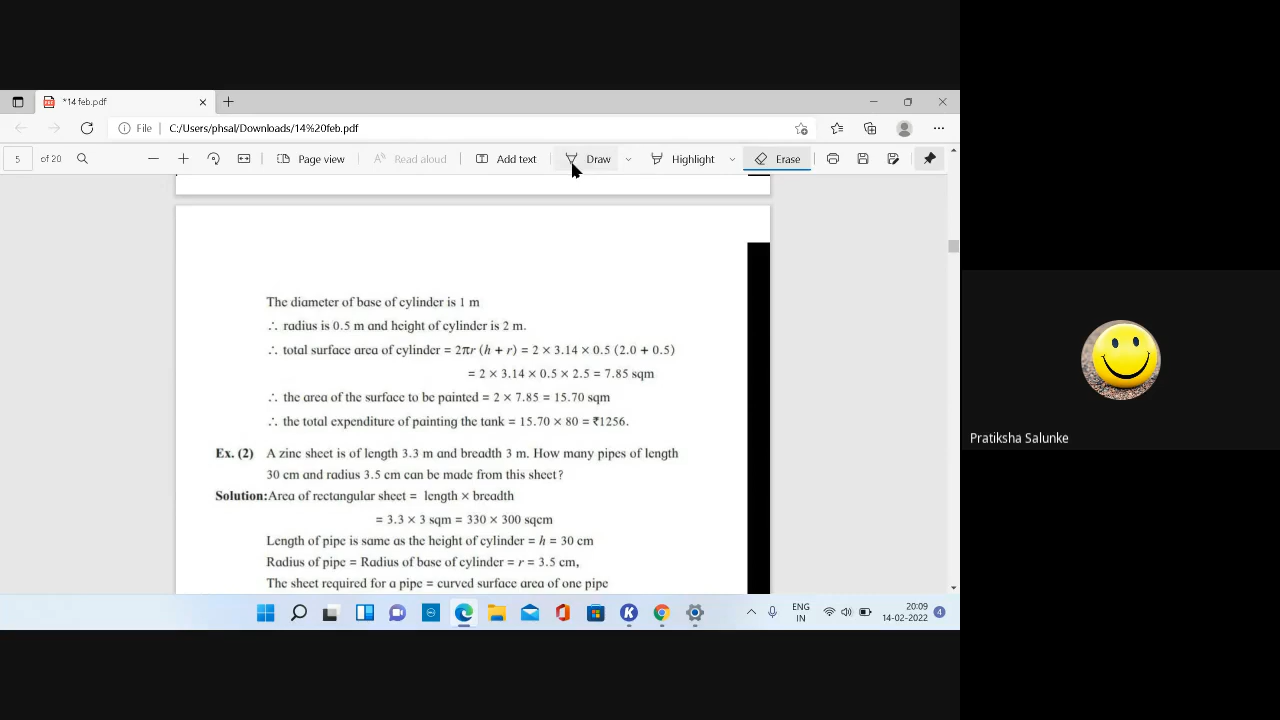 *14 feb.pdf
File | C:/Users/phsal/Downloads/14%20feb.pdf
5 of 20 Page view Read aloud Add text Draw Highlight Erase
The diameter of base of cylinder is 1 m
∴ radius is 0.5 m and height of cylinder is 2 m.
∴ total surface area of cylinder = 2πr (h + r) = 2 × 3.14 × 0.5 (2.0 + 0.5)
= 2 × 3.14 × 0.5 × 2.5 = 7.85 sqm
∴ the area of the surface to be painted = 2 × 7.85 = 15.70 sqm
∴ the total expenditure of painting the tank = 15.70 × 80 = ₹1256.
Ex. (2) A zinc sheet is of length 3.3 m and breadth 3 m. How many pipes of length
30 cm and radius 3.5 cm can be made from this sheet?
Solution:Area of rectangular sheet = length × breadth
= 3.3 × 3 sqm = 330 × 300 sqcm
Length of pipe is same as the height of cylinder = h = 30 cm
Radius of pipe = Radius of base of cylinder = r = 3.5 cm,
The sheet required for a pipe = curved surface area of one pipe
Pratiksha Salunke
ENG 20:09
IN 14-02-2022 4